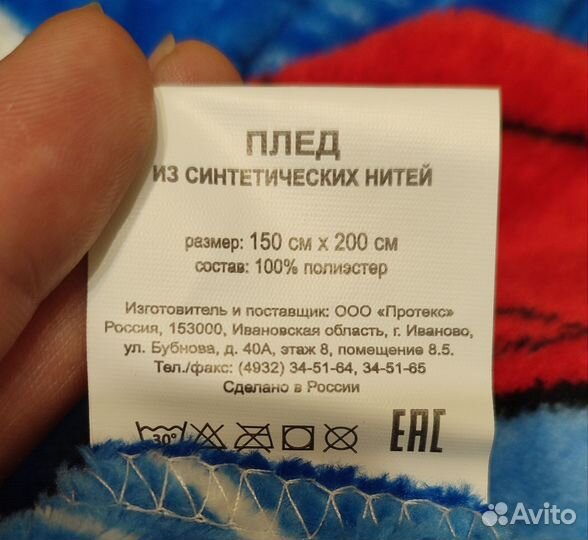 ПЛЕД
ИЗ СИНТЕТИЧЕСКИХ НИТЕЙ
размер: 150 см х 200 см
состав: 100% полиэстер
Изготовитель и поставщик: ООО «Протекс»
Россия, 153000, Ивановская область, г. Иваново,
ул. Бубнова, д. 40А, этаж 8, помещение 8.5.
Тел./факс: (4932) 34-51-64, 34-51-65
Сделано в России
30°
ЕАС
Avito